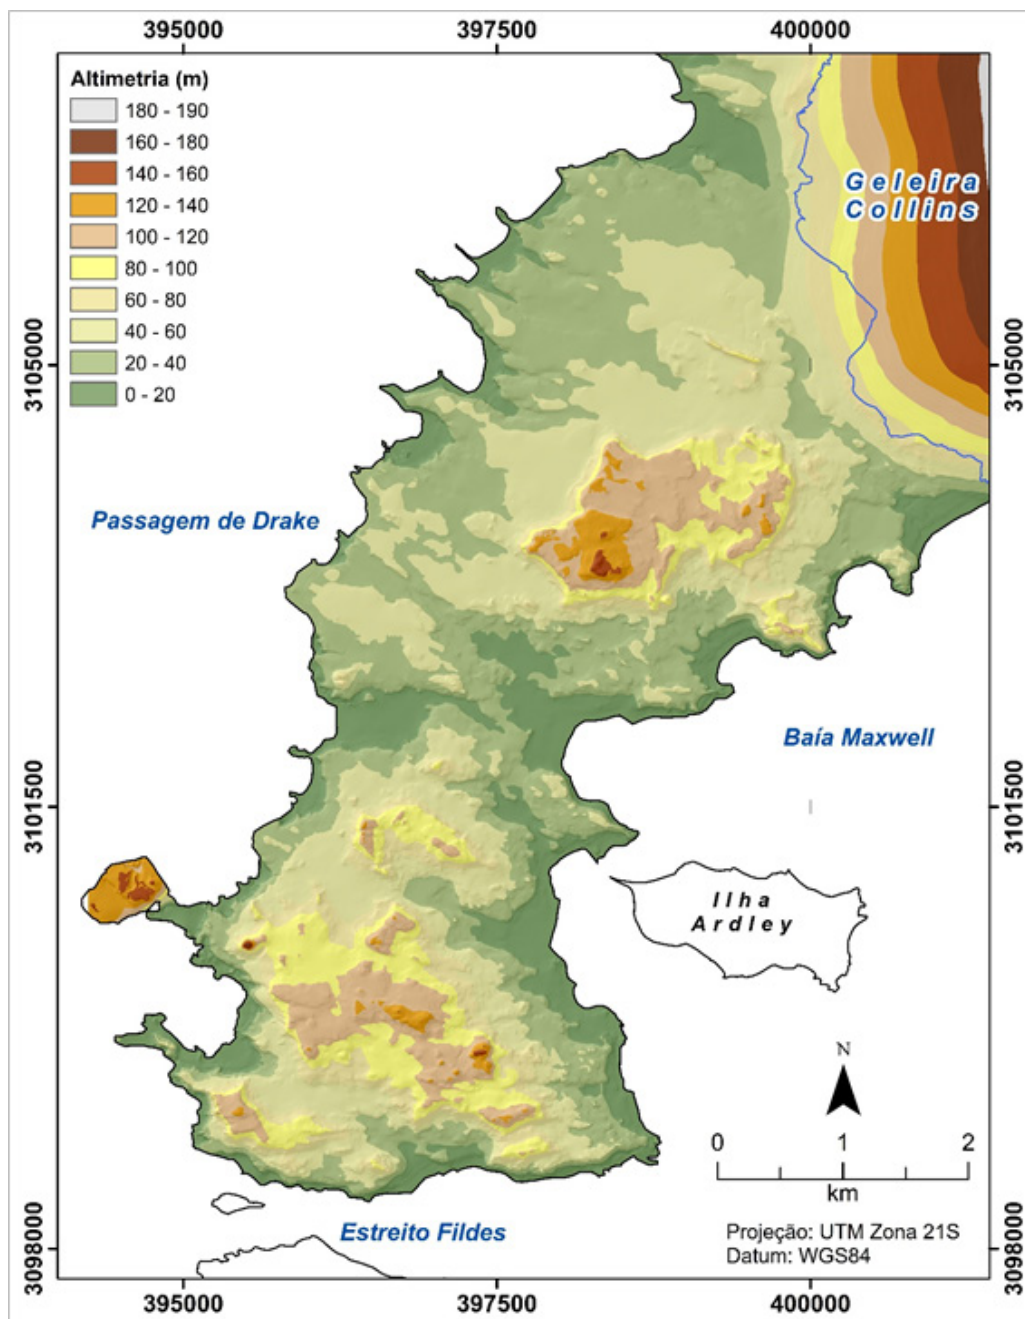 395000 397500 400000
Altimetria (m)
180 - 190
160 - 180
140 - 160
120 - 140
100 - 120
80 - 100
60 - 80
40 - 60
20 - 40
0 - 20
Geleira
Collins
3105000 3105000
Passagem de Drake
Baía Maxwell
3101500 3101500
Ilha
Ardley
N
0 1 2
km
3098000 3098000
Estreito Fildes
Projeção: UTM Zona 21S
Datum: WGS84
395000 397500 400000